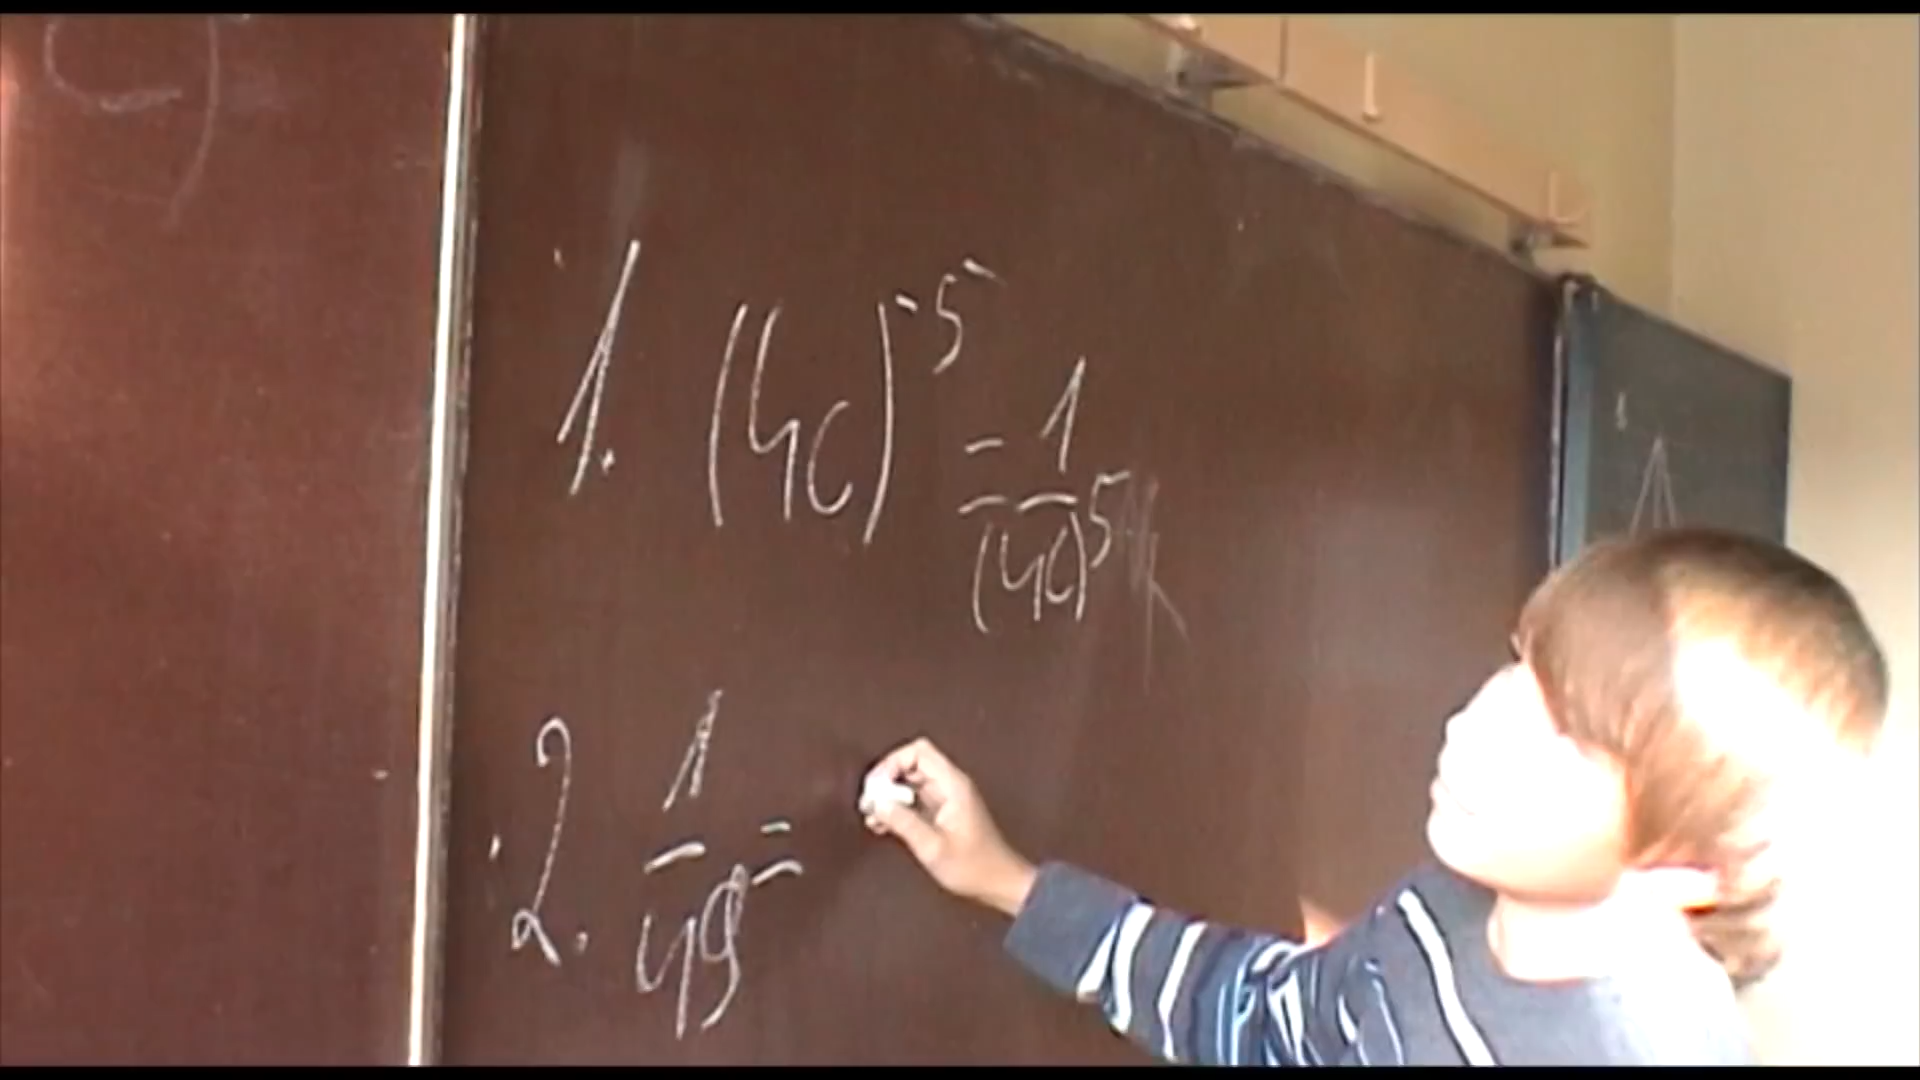 1. (4c)^-5 = 1/(4c)^5
2. 1/49 =